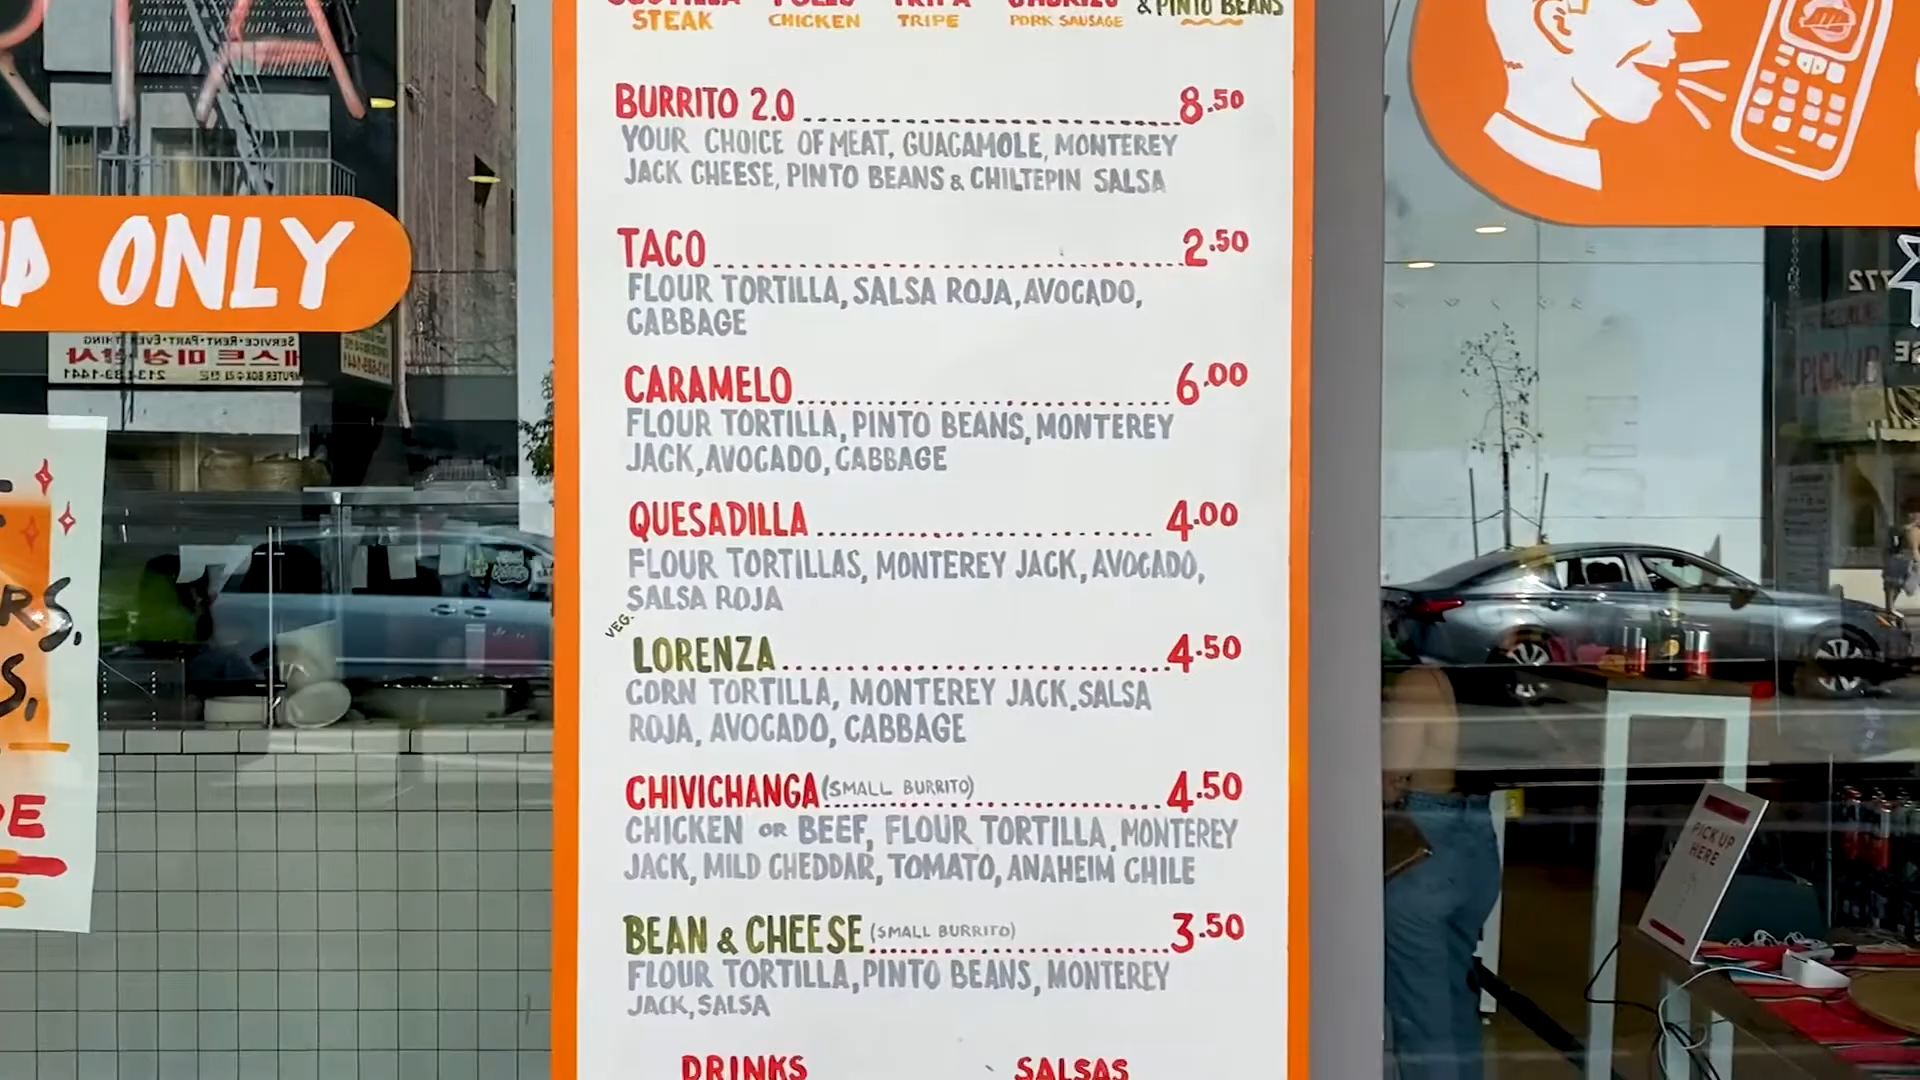 STEAK CHICKEN TRIPE PORK SAUSAGE & PINTO BEANS
BURRITO 2.0 8.50
YOUR CHOICE OF MEAT, GUACAMOLE, MONTEREY
JACK CHEESE, PINTO BEANS & CHILTEPIN SALSA
TACO 2.50
FLOUR TORTILLA, SALSA ROJA, AVOCADO,
CABBAGE
CARAMELO 6.00
FLOUR TORTILLA, PINTO BEANS, MONTEREY
JACK, AVOCADO, CABBAGE
QUESADILLA 4.00
FLOUR TORTILLAS, MONTEREY JACK, AVOCADO,
SALSA ROJA
VEG.
LORENZA 4.50
CORN TORTILLA, MONTEREY JACK, SALSA
ROJA, AVOCADO, CABBAGE
CHIVICHANGA (SMALL BURRITO) 4.50
CHICKEN OR BEEF, FLOUR TORTILLA, MONTEREY
JACK, MILD CHEDDAR, TOMATO, ANAHEIM CHILE
BEAN & CHEESE (SMALL BURRITO) 3.50
FLOUR TORTILLA, PINTO BEANS, MONTEREY
JACK, SALSA
DRINKS SALSAS
ONLY
PICK UP
HERE